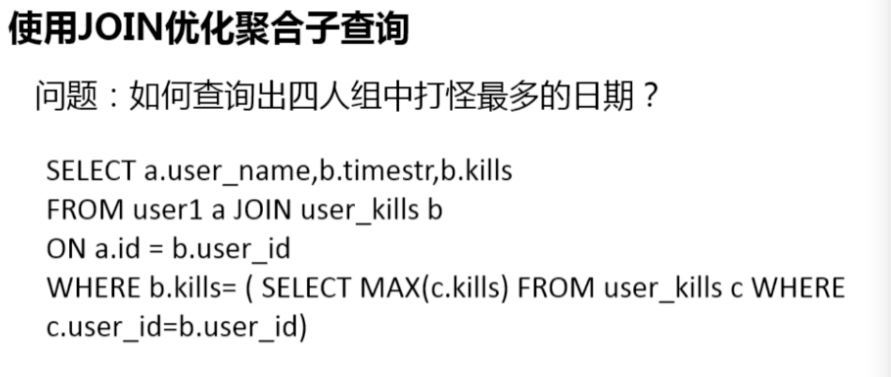 使用JOIN优化聚合子查询
问题：如何查询出四人组中打怪最多的日期？
SELECT a.user_name,b.timestr,b.kills
FROM user1 a JOIN user_kills b
ON a.id = b.user_id
WHERE b.kills= ( SELECT MAX(c.kills) FROM user_kills c WHERE
c.user_id=b.user_id)